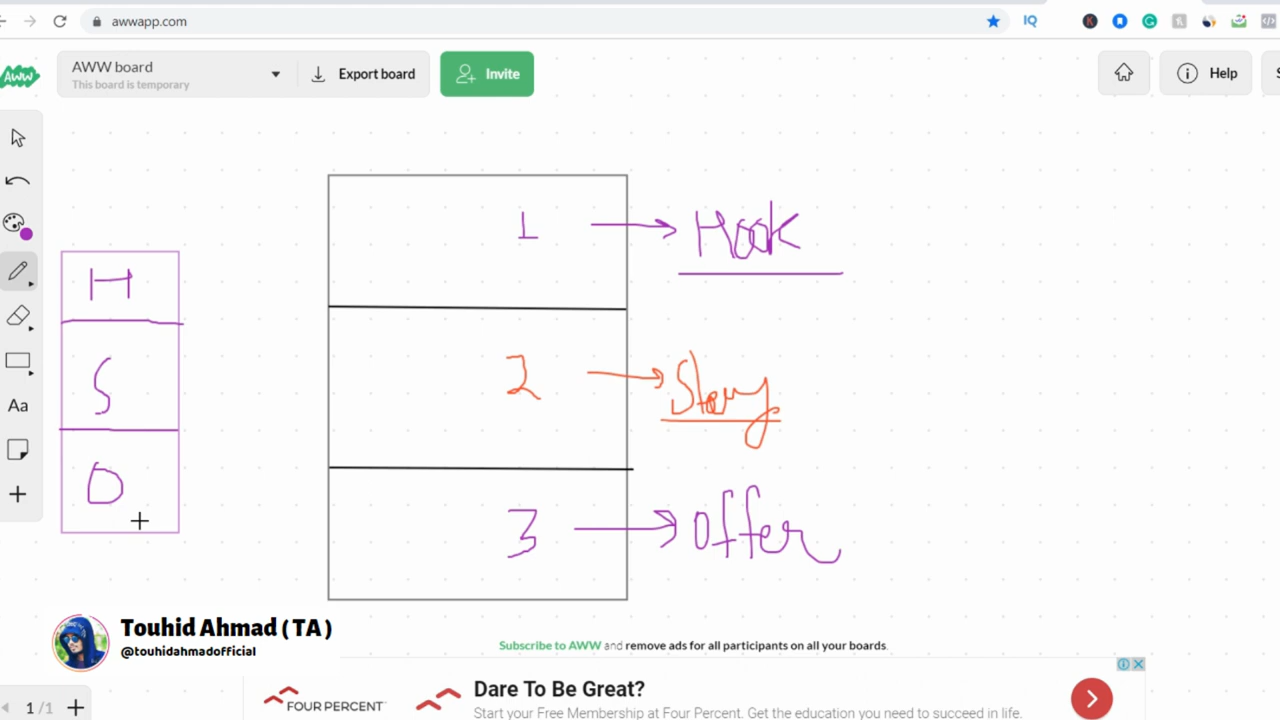 awwapp.com
IQ
K
AWW
AWW board
This board is temporary
Export board
Invite
Help
1
Hook
H
2
Story
S
Aa
O
3
Offer
Touhid Ahmad ( TA )
@touhidahmadofficial
Subscribe to AWW and remove ads for all participants on all your boards.
FOUR PERCENT
Dare To Be Great?
Start your Free Membership at Four Percent. Get the education you need to succeed in life.
1 / 1